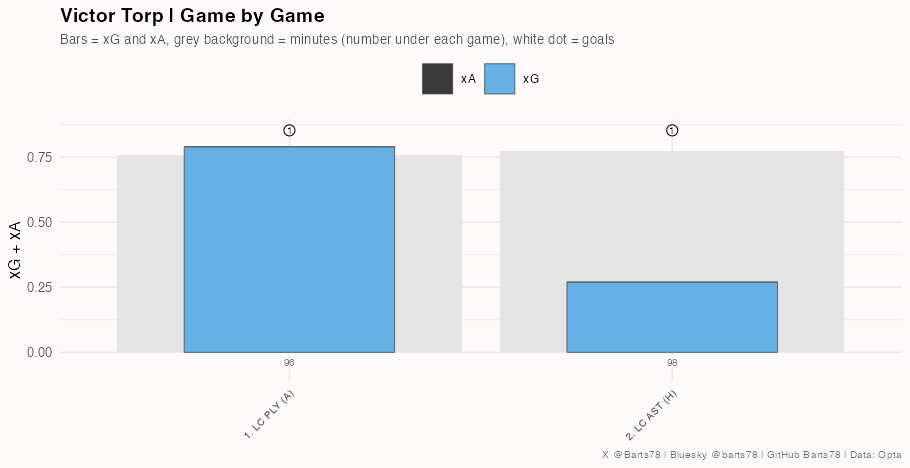 Victor Torp | Game by Game
Bars = xG and xA, grey background = minutes (number under each game), white dot = goals
xA xG
1 1
0.75
0.50
0.25
0.00
xG + xA
96 98
1. LC PLY (A) 2. LC AST (H)
X @Barts78 | Bluesky @barts78 | GitHub Barts78 | Data: Opta